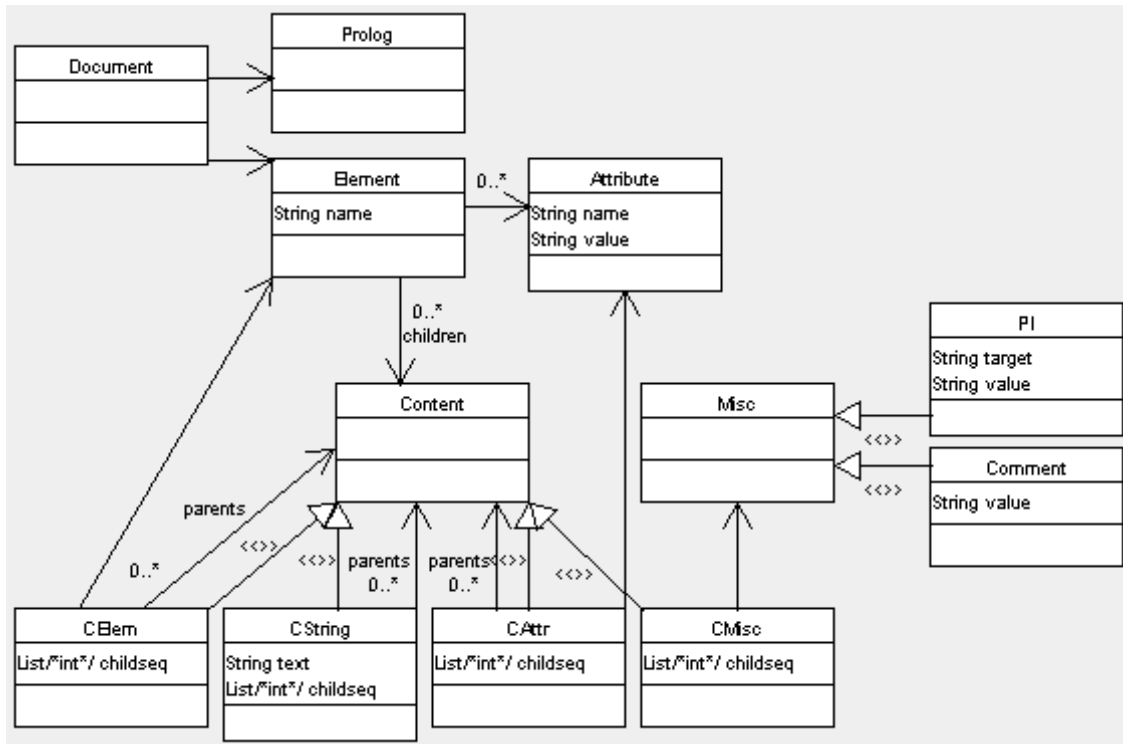 Prolog
Document
Element
String name
0..*
Attribute
String name
String value
0..*
children
PI
String target
String value
<<>>
Content
Misc
Comment
String value
<<>>
parents
0..*
<<>>
<<>>
parents
0..*
parents
0..*
<<>>
<<>>
CElem
List/*int*/ childseq
CString
String text
List/*int*/ childseq
CAttr
List/*int*/ childseq
CMisc
List/*int*/ childseq